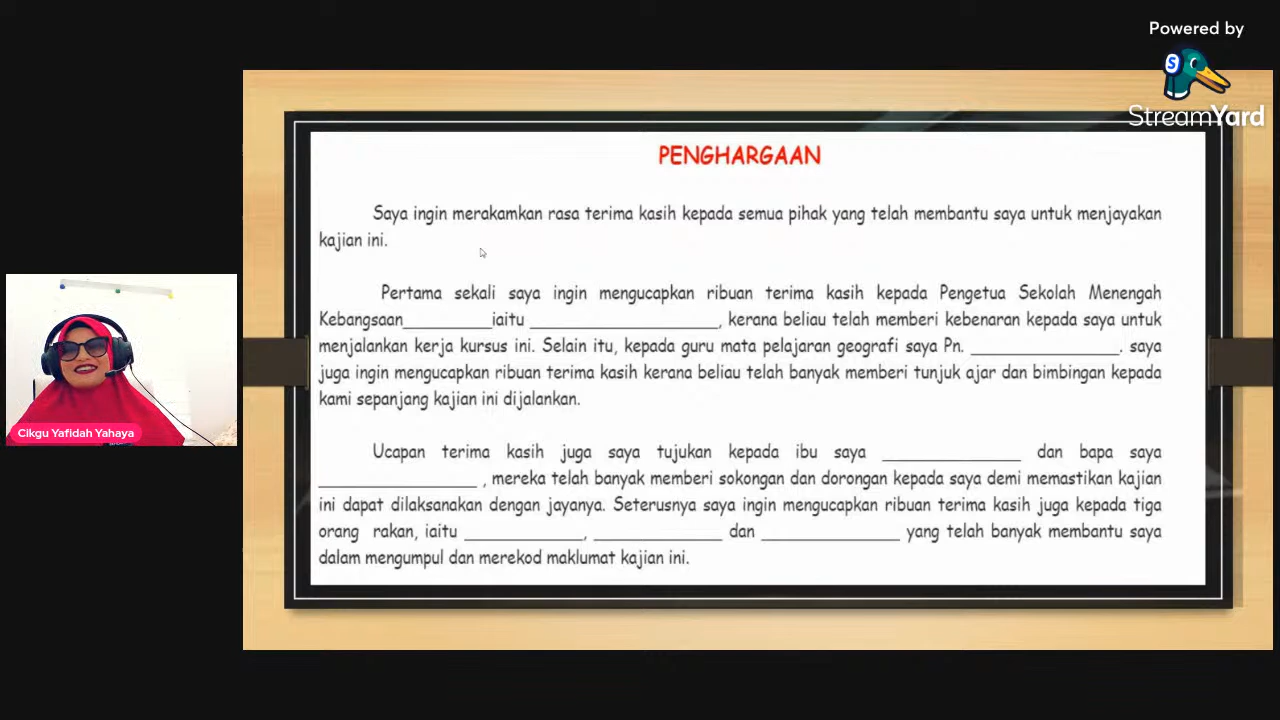 Powered by
StreamYard
PENGHARGAAN
Saya ingin merakamkan rasa terima kasih kepada semua pihak yang telah membantu saya untuk menjayakan
kajian ini.
Pertama sekali saya ingin mengucapkan ribuan terima kasih kepada Pengetua Sekolah Menengah
Kebangsaan__________iaitu _____________________, kerana beliau telah memberi kebenaran kepada saya untuk
menjalankan kerja kursus ini. Selain itu, kepada guru mata pelajaran geografi saya Pn. ________________. saya
juga ingin mengucapkan ribuan terima kasih kerana beliau telah banyak memberi tunjuk ajar dan bimbingan kepada
kami sepanjang kajian ini dijalankan.
Ucapan terima kasih juga saya tujukan kepada ibu saya _______________ dan bapa saya
_________________ , mereka telah banyak memberi sokongan dan dorongan kepada saya demi memastikan kajian
ini dapat dilaksanakan dengan jayanya. Seterusnya saya ingin mengucapkan ribuan terima kasih juga kepada tiga
orang rakan, iaitu _____________, ______________ dan _______________ yang telah banyak membantu saya
dalam mengumpul dan merekod maklumat kajian ini.
Cikgu Yafidah Yahaya